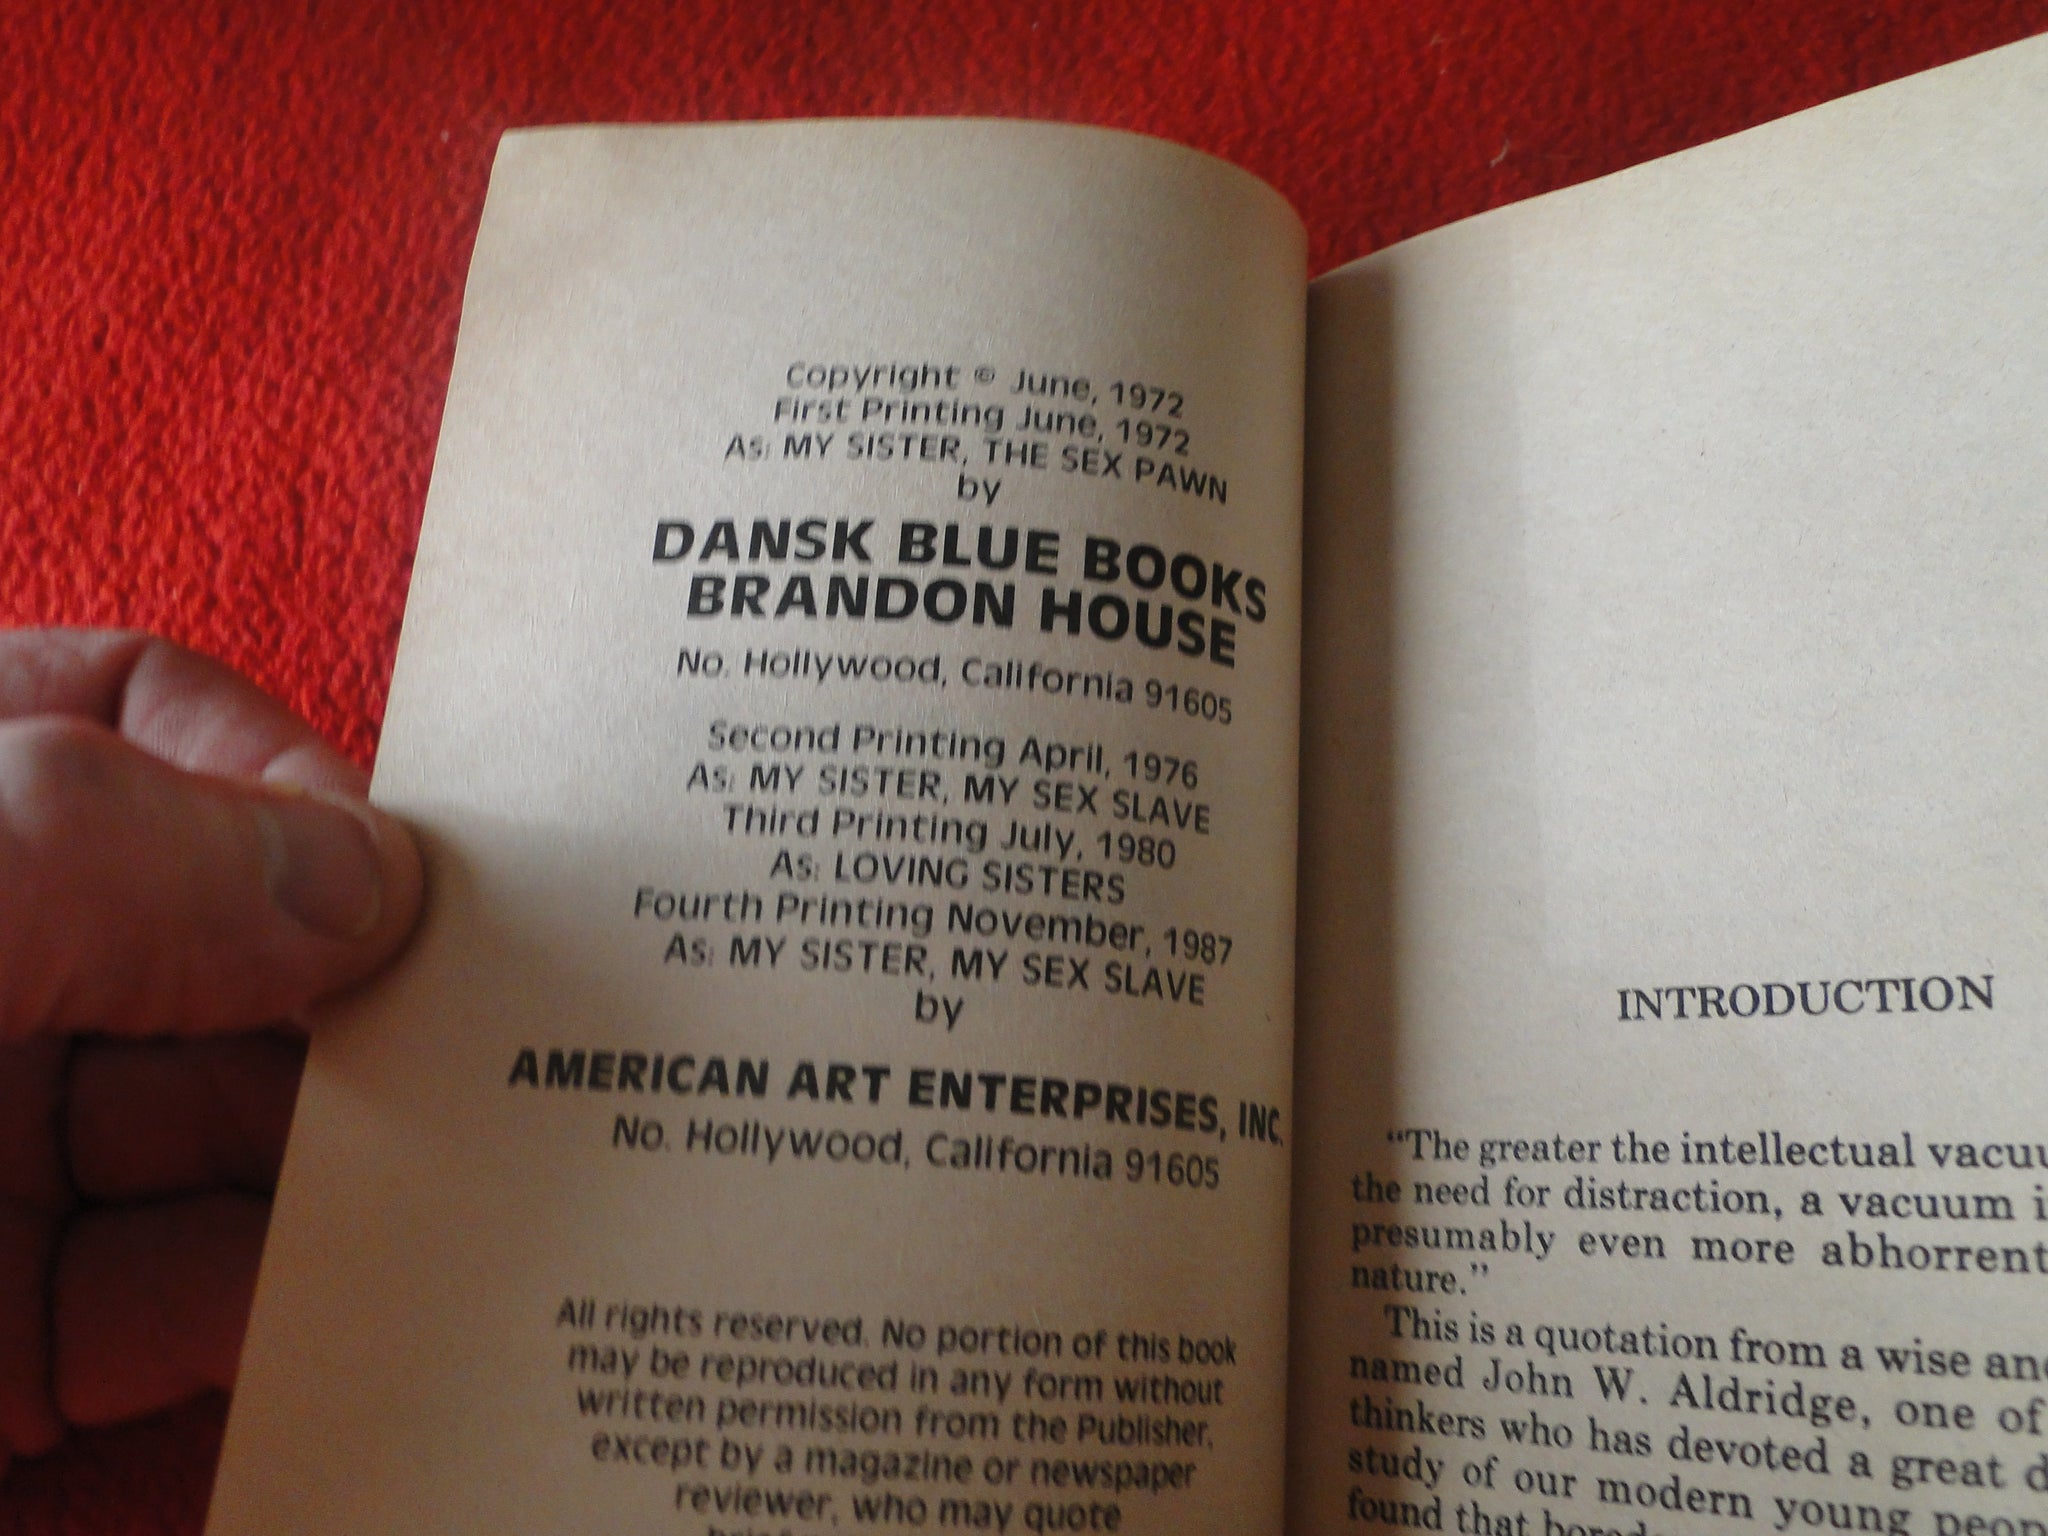 Copyright © June, 1972
First Printing June, 1972
As: MY SISTER, THE SEX PAWN
by
DANSK BLUE BOOKS
BRANDON HOUSE
No. Hollywood, California 91605
Second Printing April, 1976
As: MY SISTER, MY SEX SLAVE
Third Printing July, 1980
As: LOVING SISTERS
Fourth Printing November, 1987
As: MY SISTER, MY SEX SLAVE
by
AMERICAN ART ENTERPRISES, INC.
No. Hollywood, California 91605
All rights reserved. No portion of this book
may be reproduced in any form without
written permission from the Publisher,
except by a magazine or newspaper
reviewer, who may quote
INTRODUCTION
"The greater the intellectual
the need for distraction, a vacuum
presumably even more abhorrent
nature."
This is a quotation from a wise
named John W. Aldridge, one of
thinkers who has devoted a great
study of our modern young
found that